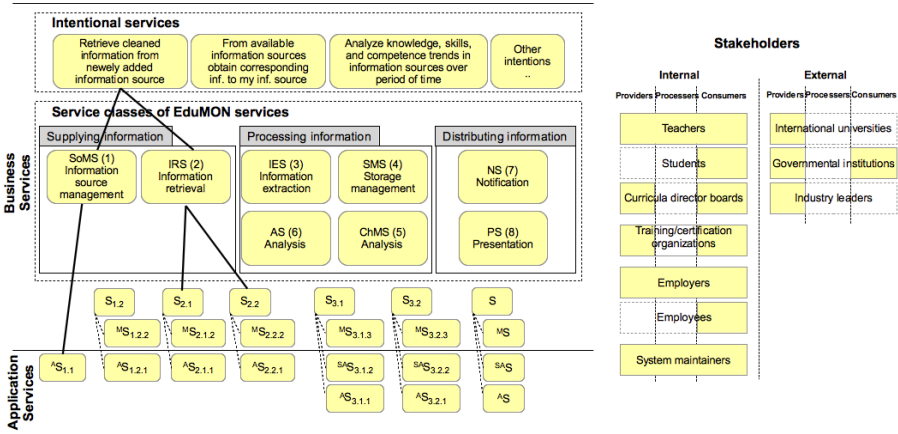 Intentional services
Retrieve cleaned
information from
newely added
information source
From available
information sources
obtain corresponding
inf. to my inf. source
Analyze knowledge, skills,
and competence trends in
information sources over
period of time
Other
intentions
..
Business
Services
Service classes of EduMON services
Supplying information
SoMS (1)
Information
source
management
IRS (2)
Information
retrieval
Processing information
IES (3)
Information
extraction
SMS (4)
Storage
management
AS (6)
Analysis
ChMS (5)
Analysis
Distributing information
NS (7)
Notification
PS (8)
Presentation
S1.2
S2.1
S2.2
S3.1
S3.2
S
MS1.2.2
MS2.1.2
MS2.2.2
MS3.1.3
MS3.2.3
MS
Application
Services
AS1.1
AS1.2.1
AS2.1.1
AS2.2.1
SAS3.1.2
SAS3.2.2
SAS
AS3.1.1
AS3.2.1
AS
Stakeholders
Internal
Providers Processers Consumers
Teachers
Students
Curricula director boards
Training/certification
organizations
Employers
Employees
System maintainers
External
Providers Processers Consumers
International universities
Governmental institutions
Industry leaders